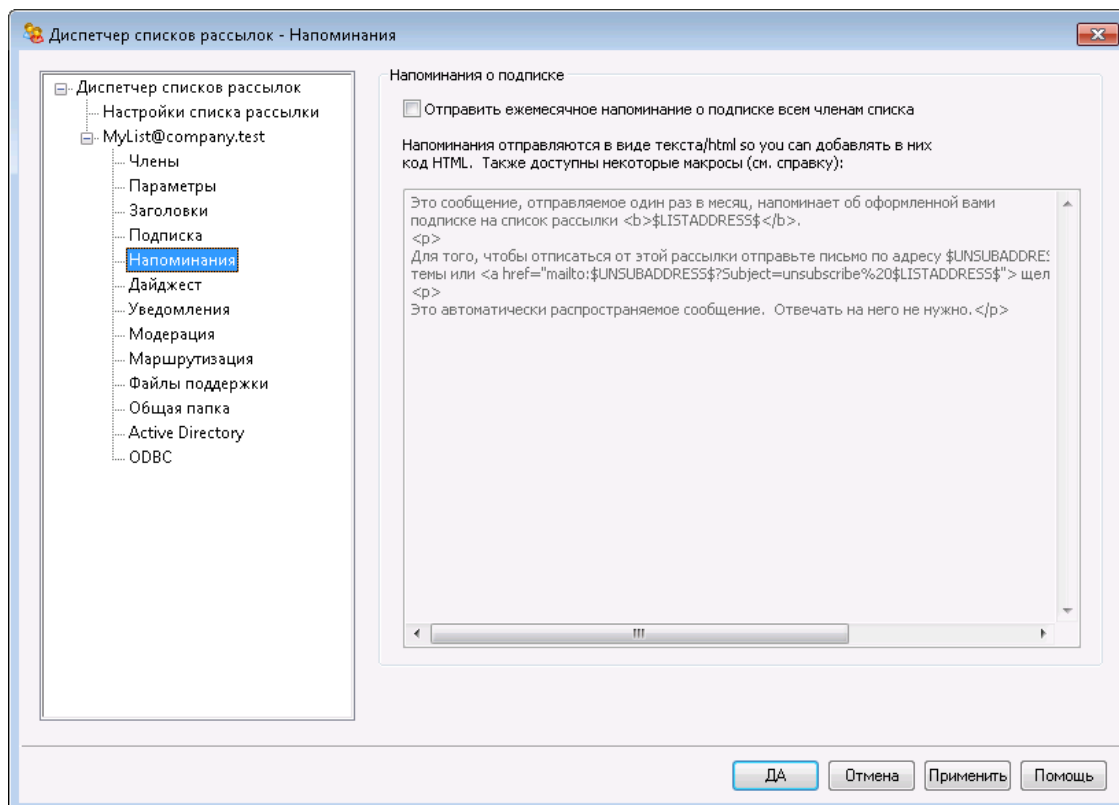 Диспетчер списков рассылок - Напоминания
Диспетчер списков рассылок
Настройки списка рассылки
MyList@company.test
Члены
Параметры
Заголовки
Подписка
Напоминания
Дайджест
Уведомления
Модерация
Маршрутизация
Файлы поддержки
Общая папка
Active Directory
ODBC
Напоминания о подписке
Отправить ежемесячное напоминание о подписке всем членам списка
Напоминания отправляются в виде текста/html so you can добавлять в них
код HTML. Также доступны некоторые макросы (см. справку):
Это сообщение, отправляемое один раз в месяц, напоминает об оформленной вами
подписке на список рассылки <b>$LISTADDRESS$</b>.
<p>
Для того, чтобы отписаться от этой рассылки отправьте письмо по адресу $UNSUBADDRES
темы или <a href="mailto:$UNSUBADDRESS$?Subject=unsubscribe%20$LISTADDRESS$"> щел
<p>
Это автоматически распространяемое сообщение. Отвечать на него не нужно.</p>
ДА
Отмена
Применить
Помощь